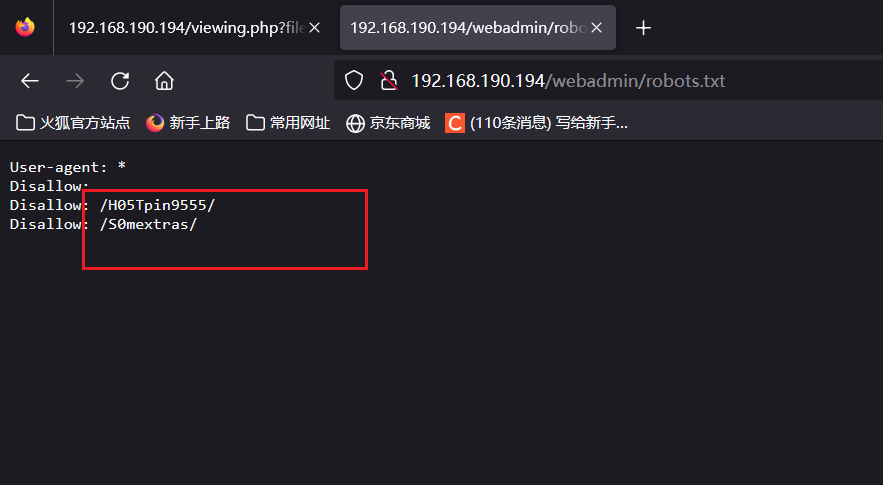 192.168.190.194/viewing.php?file
192.168.190.194/webadmin/robo
192.168.190.194/webadmin/robots.txt
火狐官方站点 新手上路 常用网址 京东商城 C (110条消息) 写给新手...
User-agent: *
Disallow:
Disallow: /H05Tpin9555/
Disallow: /S0mextras/